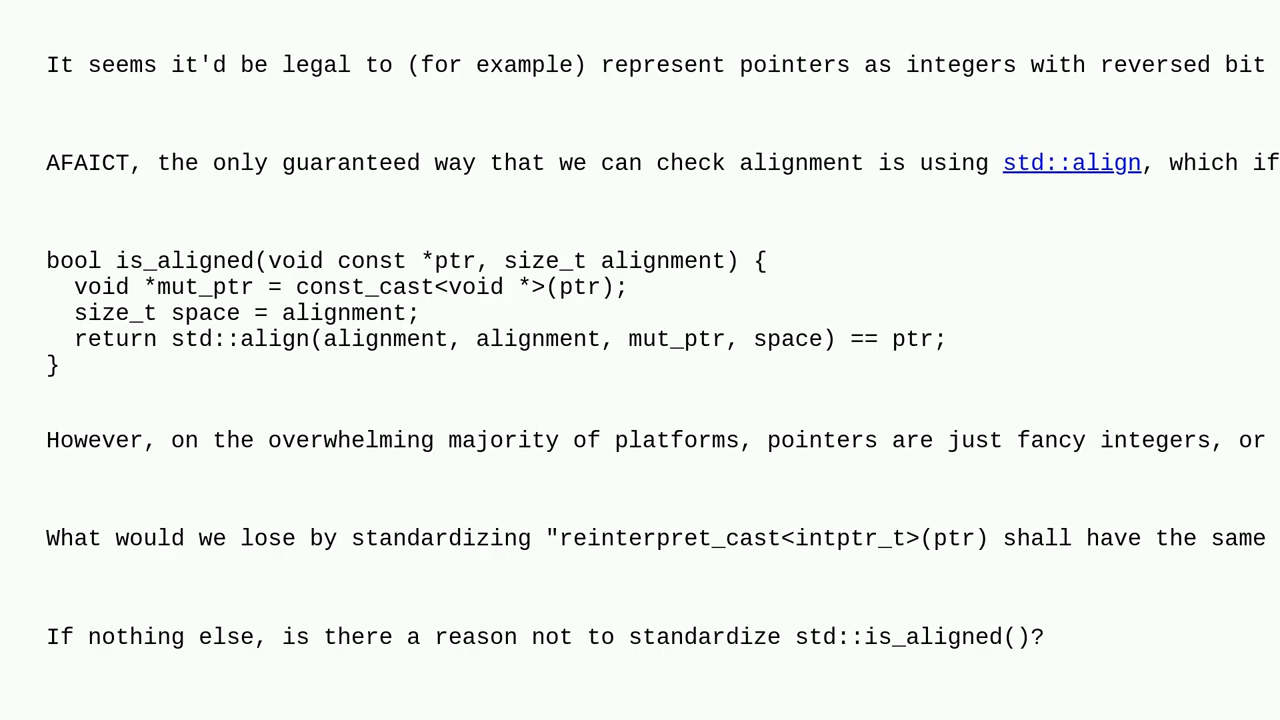 It seems it'd be legal to (for example) represent pointers as integers with reversed bit
AFAICT, the only guaranteed way that we can check alignment is using std::align, which if
bool is_aligned(void const *ptr, size_t alignment) {
  void *mut_ptr = const_cast<void *>(ptr);
  size_t space = alignment;
  return std::align(alignment, alignment, mut_ptr, space) == ptr;
}
However, on the overwhelming majority of platforms, pointers are just fancy integers, or
What would we lose by standardizing "reinterpret_cast<intptr_t>(ptr) shall have the same
If nothing else, is there a reason not to standardize std::is_aligned()?